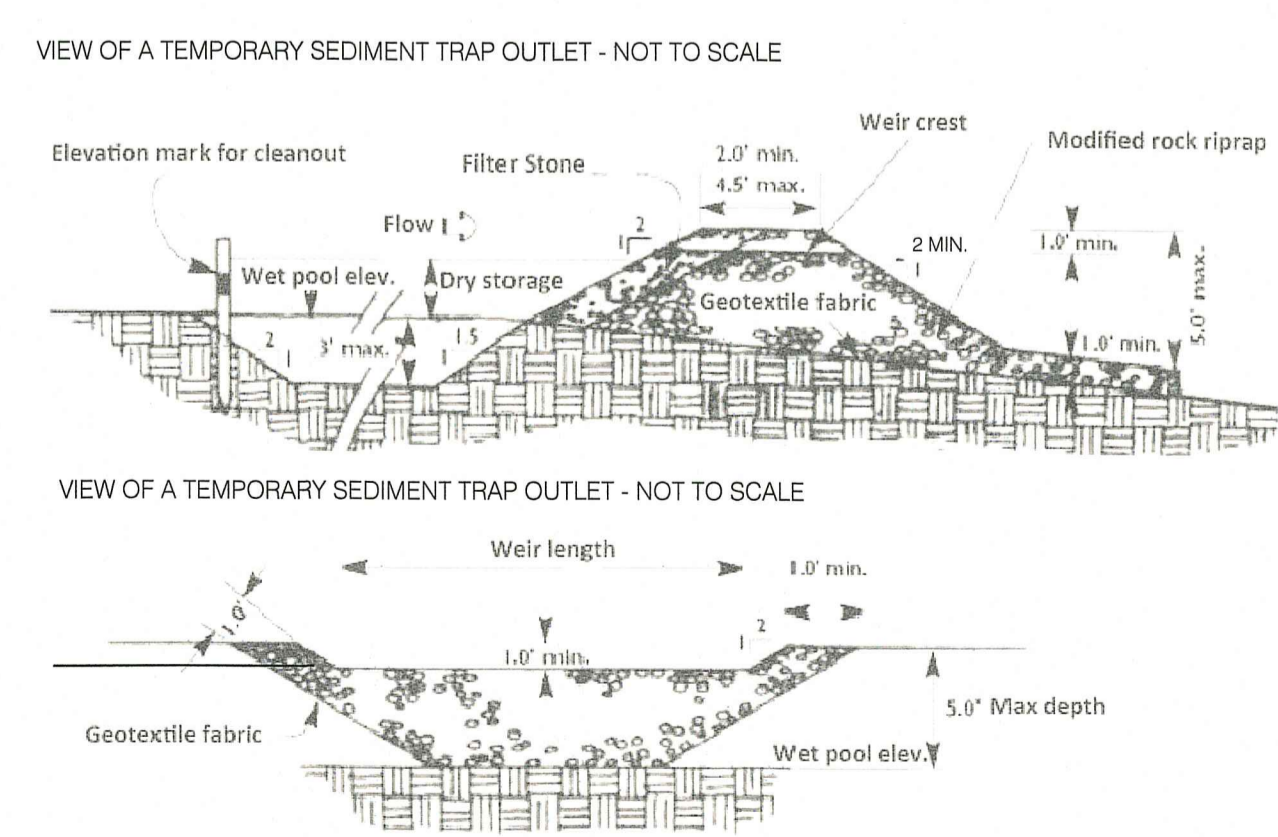 VIEW OF A TEMPORARY SEDIMENT TRAP OUTLET - NOT TO SCALE
Weir crest
Elevation mark for cleanout
Filter Stone
2.0' min.
4.5' max.
Modified rock riprap
Flow
2
1
2 MIN.
1
1.0' min.
5.0' max.
Wet pool elev.
Dry storage
Geotextile fabric
2
1
3' max.
1.5
1
1.0' min.
VIEW OF A TEMPORARY SEDIMENT TRAP OUTLET - NOT TO SCALE
Weir length
1.0' min.
1.0'
2
1
1.0' min.
5.0" Max depth
Geotextile fabric
Wet pool elev.